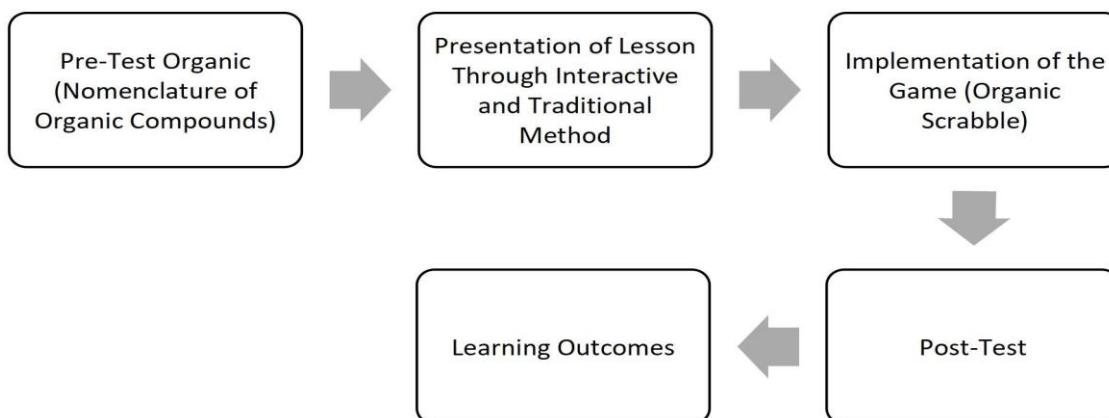 Pre-Test Organic
(Nomenclature of
Organic Compounds)
Presentation of Lesson
Through Interactive
and Traditional
Method
Implementation of the
Game (Organic
Scrabble)
Post-Test
Learning Outcomes